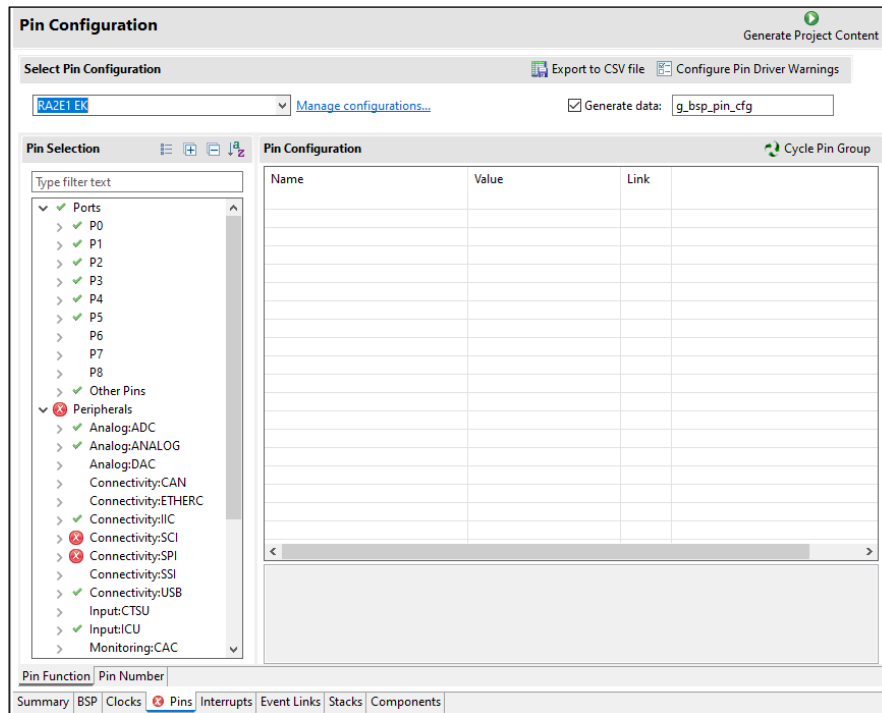 Pin Configuration
Generate Project Content
Select Pin Configuration
Export to CSV file
Configure Pin Driver Warnings
RA2E1 EK
Manage configurations...
Generate data:
g_bsp_pin_cfg
Pin Selection
Type filter text
Ports
P0
P1
P2
P3
P4
P5
P6
P7
P8
Other Pins
Peripherals
Analog:ADC
Analog:ANALOG
Analog:DAC
Connectivity:CAN
Connectivity:ETHERC
Connectivity:IIC
Connectivity:SCI
Connectivity:SPI
Connectivity:SSI
Connectivity:USB
Input:CTSU
Input:ICU
Monitoring:CAC
Pin Configuration
Cycle Pin Group
Name Value Link
Pin Function Pin Number
Summary BSP Clocks Pins Interrupts Event Links Stacks Components